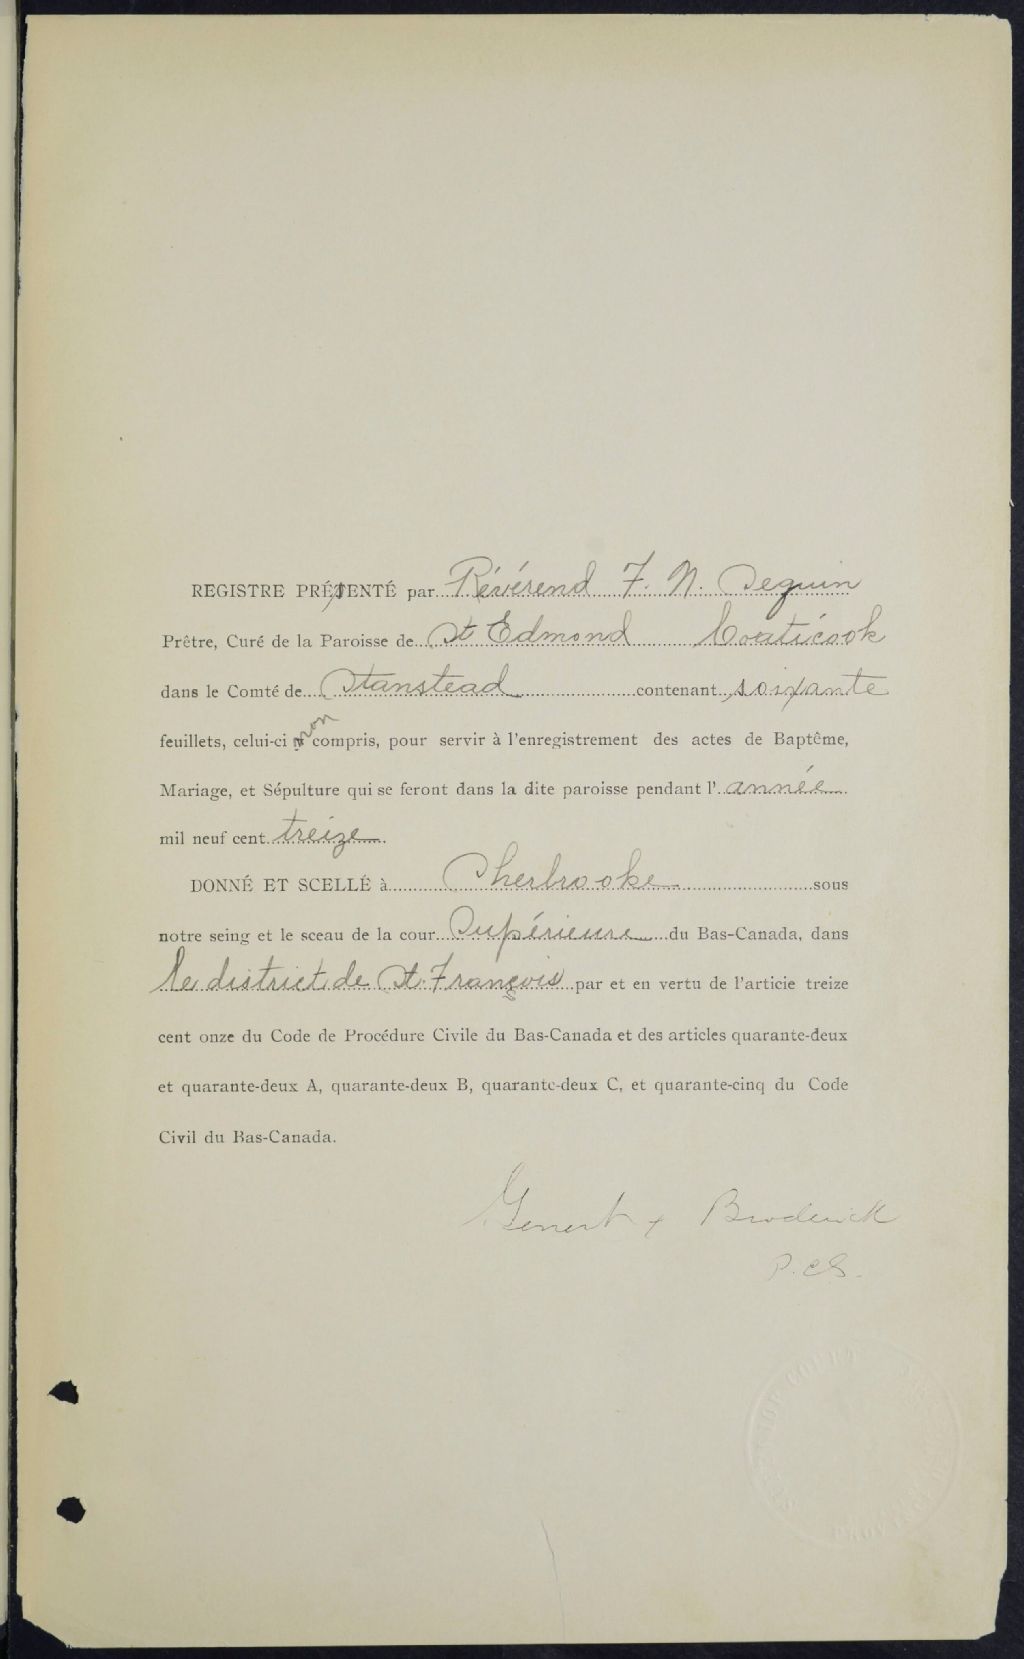 REGISTRE PRÉSENTÉ par Révérend F. N. Seguin
Prêtre, Curé de la Paroisse de St Edmond Coaticook
dans le Comté de Stanstead contenant soixante
feuillets, celui-ci non compris, pour servir à l'enregistrement des actes de Baptême,
Mariage, et Sépulture qui se feront dans la dite paroisse pendant l'année
mil neuf cent treize
DONNÉ ET SCELLÉ à Sherbrooke sous
notre seing et le sceau de la cour Supérieure du Bas-Canada, dans
le district de St. François par et en vertu de l'articie treize
cent onze du Code de Procédure Civile du Bas-Canada et des articles quarante-deux
et quarante-deux A, quarante-deux B, quarante-deux C, et quarante-cinq du Code
Civil du Bas-Canada.
Broderick
P.C.S.